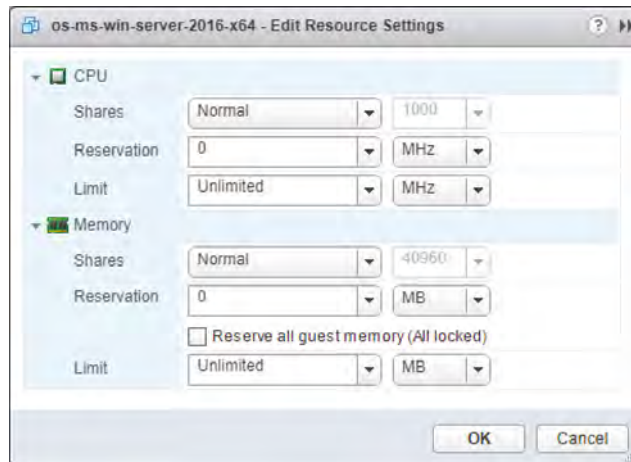 os-ms-win-server-2016-x64 - Edit Resource Settings ?
CPU
Shares Normal 1000
Reservation 0 MHz
Limit Unlimited MHz
Memory
Shares Normal 40960
Reservation 0 MB
Reserve all guest memory (All locked)
Limit Unlimited MB
OK Cancel